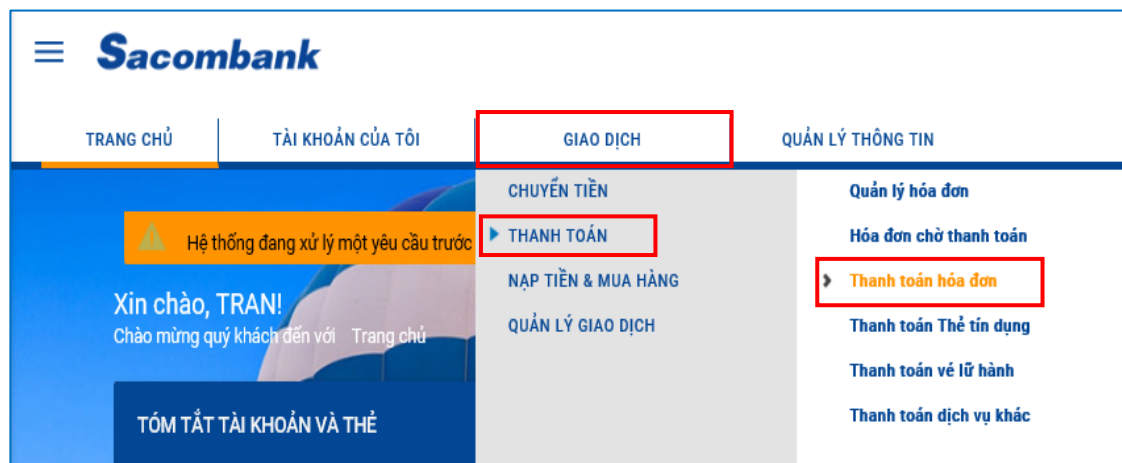 Sacombank
TRANG CHỦ
TÀI KHOẢN CỦA TÔI
GIAO DỊCH
QUẢN LÝ THÔNG TIN
CHUYỂN TIỀN
THANH TOÁN
NẠP TIỀN & MUA HÀNG
QUẢN LÝ GIAO DỊCH
Quản lý hóa đơn
Hóa đơn chờ thanh toán
Thanh toán hóa đơn
Thanh toán Thẻ tín dụng
Thanh toán vé lữ hành
Thanh toán dịch vụ khác
Hệ thống đang xử lý một yêu cầu trước
Xin chào, TRAN!
Chào mừng quý khách đến với Trang chủ
TÓM TẮT TÀI KHOẢN VÀ THẺ